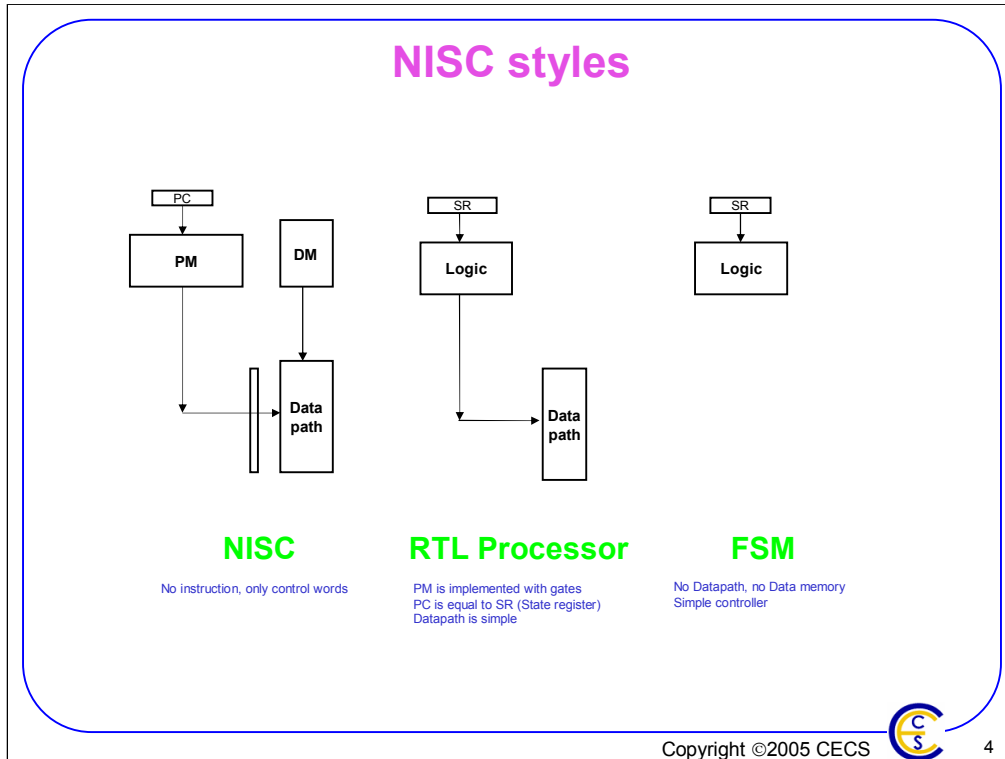 NISC styles
PC
PM
DM
Data
path
SR
Logic
Data
path
SR
Logic
NISC
No instruction, only control words
RTL Processor
PM is implemented with gates
PC is equal to SR (State register)
Datapath is simple
FSM
No Datapath, no Data memory
Simple controller
Copyright ©2005 CECS
C
S
4